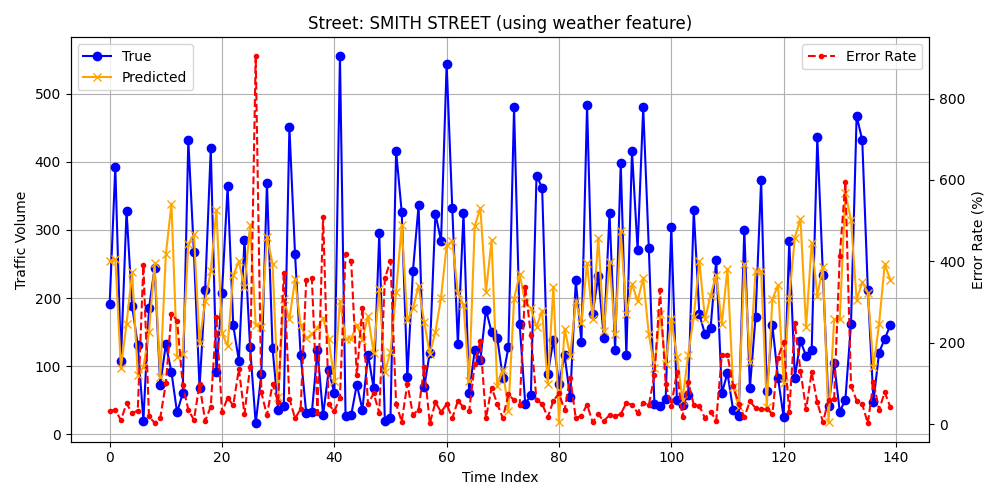 Street: SMITH STREET (using weather feature)
True
Predicted
Error Rate
Traffic Volume
500
400
300
200
100
0
Error Rate (%)
800
600
400
200
0
0 20 40 60 80 100 120 140
Time Index